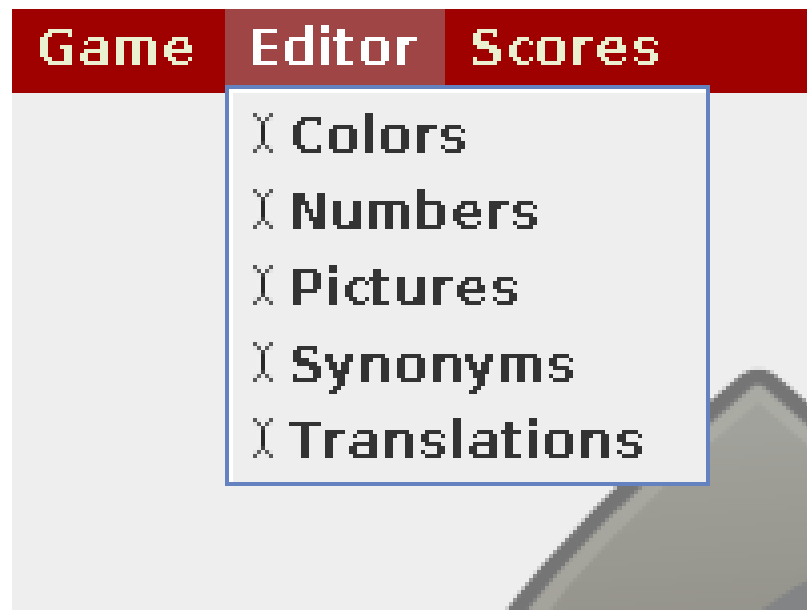 Game Editor Scores
Colors
Numbers
Pictures
Synonyms
Translations